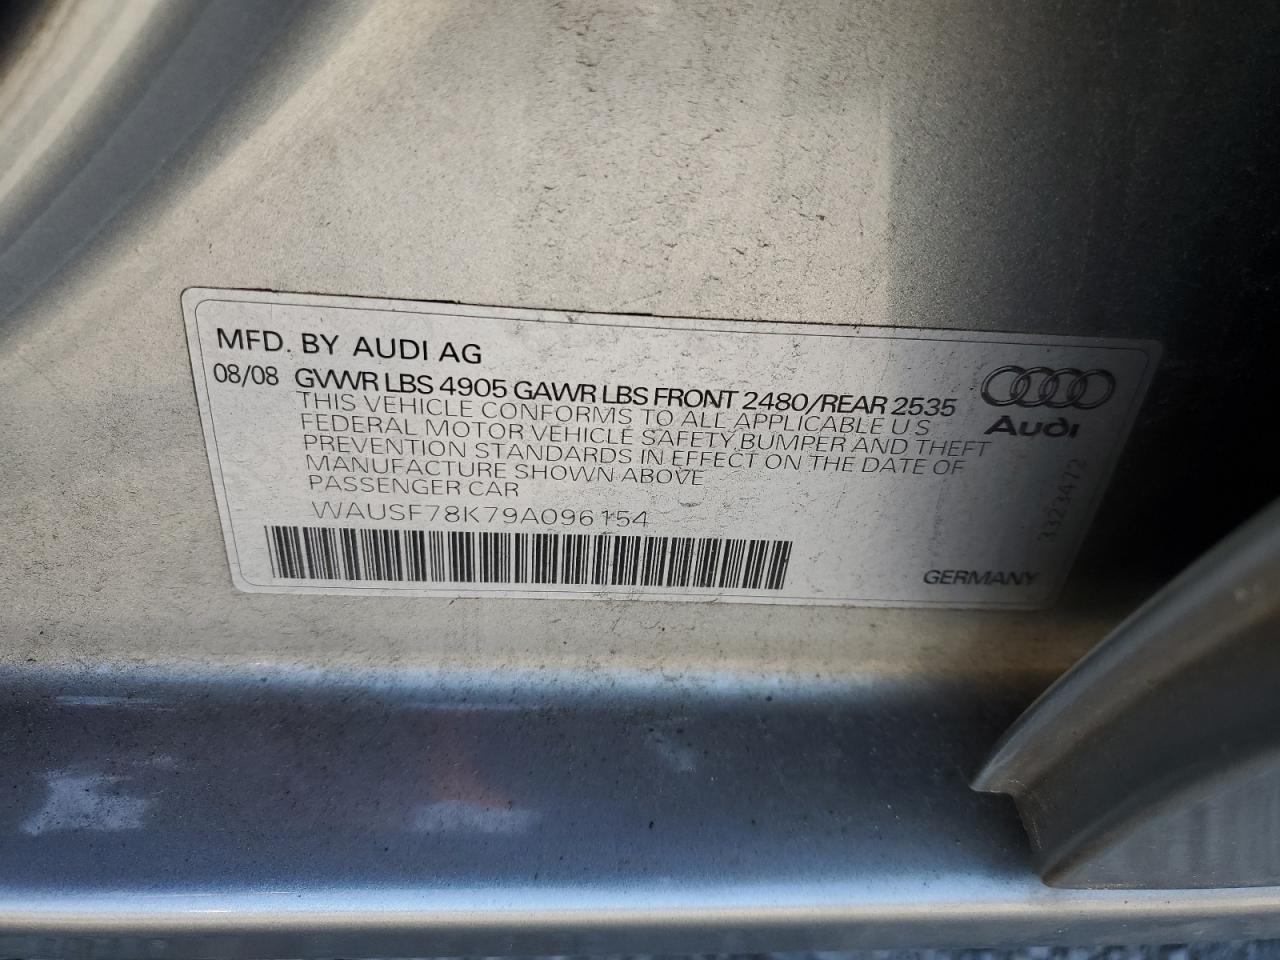 MFD. BY AUDI AG
08/08 GVWR LBS 4905 GAWR LBS FRONT 2480/REAR 2535
THIS VEHICLE CONFORMS TO ALL APPLICABLE U S
FEDERAL MOTOR VEHICLE SAFETY, BUMPER AND THEFT
PREVENTION STANDARDS IN EFFECT ON THE DATE OF
MANUFACTURE SHOWN ABOVE
PASSENGER CAR
WAUSF78K79A096154
Audi
3323472
GERMANY